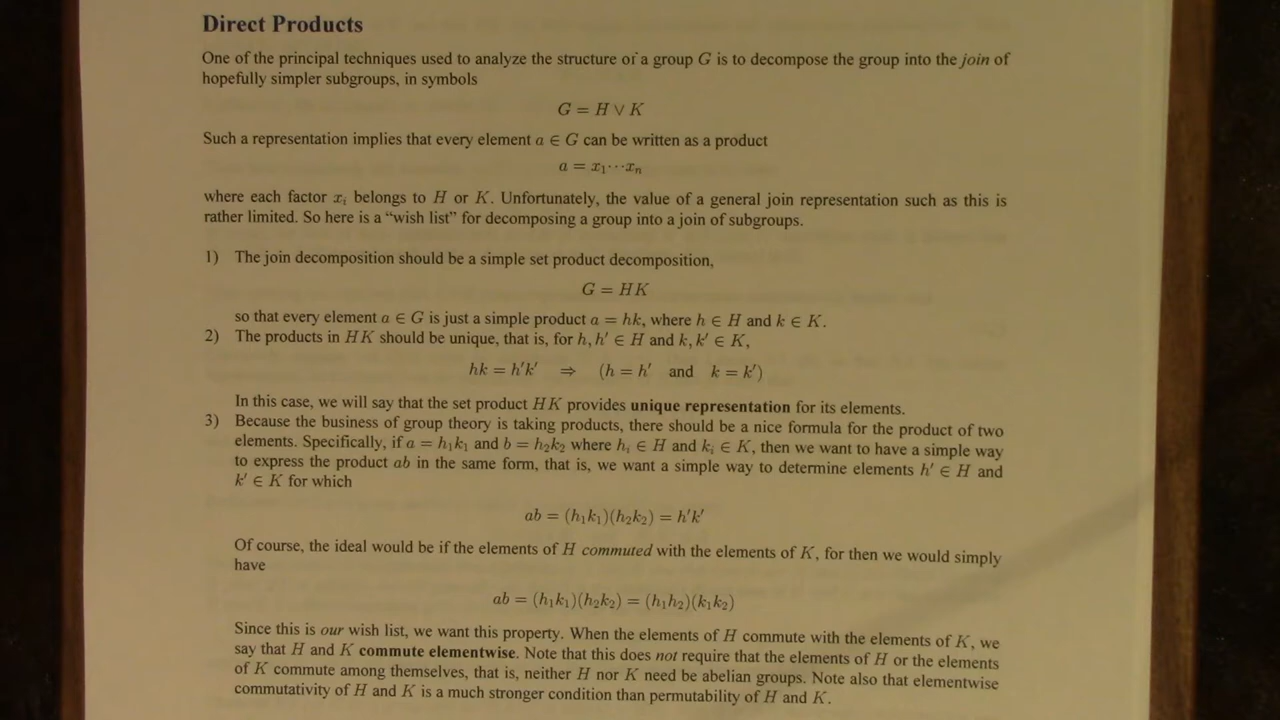 Direct Products
One of the principal techniques used to analyze the structure of a group G is to decompose the group into the join of
hopefully simpler subgroups, in symbols
G = H ∨ K
Such a representation implies that every element a ∈ G can be written as a product
a = x₁⋯xₙ
where each factor xᵢ belongs to H or K. Unfortunately, the value of a general join representation such as this is
rather limited. So here is a “wish list” for decomposing a group into a join of subgroups.
1) The join decomposition should be a simple set product decomposition,
G = HK
so that every element a ∈ G is just a simple product a = hk, where h ∈ H and k ∈ K.
2) The products in HK should be unique, that is, for h, h′ ∈ H and k, k′ ∈ K,
hk = h′k′ ⇒ (h = h′ and k = k′)
In this case, we will say that the set product HK provides unique representation for its elements.
3) Because the business of group theory is taking products, there should be a nice formula for the product of two
elements. Specifically, if a = h₁k₁ and b = h₂k₂ where hᵢ ∈ H and kᵢ ∈ K, then we want to have a simple way
to express the product ab in the same form, that is, we want a simple way to determine elements h′ ∈ H and
k′ ∈ K for which
ab = (h₁k₁)(h₂k₂) = h′k′
Of course, the ideal would be if the elements of H commuted with the elements of K, for then we would simply
have
ab = (h₁k₁)(h₂k₂) = (h₁h₂)(k₁k₂)
Since this is our wish list, we want this property. When the elements of H commute with the elements of K, we
say that H and K commute elementwise. Note that this does not require that the elements of H or the elements
of K commute among themselves, that is, neither H nor K need be abelian groups. Note also that elementwise
commutativity of H and K is a much stronger condition than permutability of H and K.